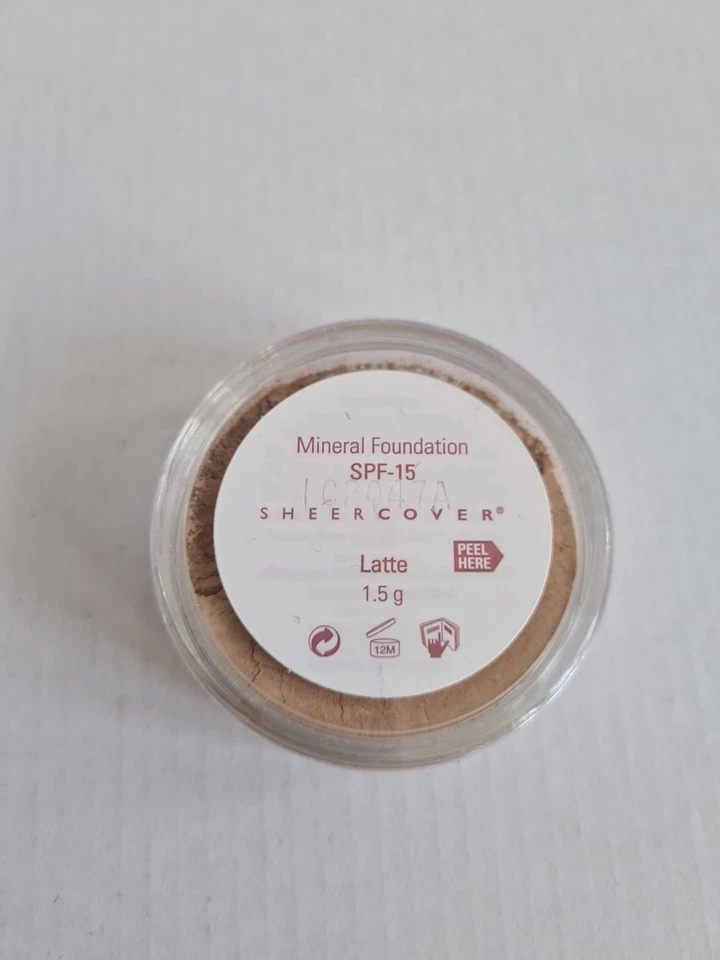 Mineral Foundation
SPF-15
SHEERCOVER®
Latte
PEEL
HERE
1.5 g
12M